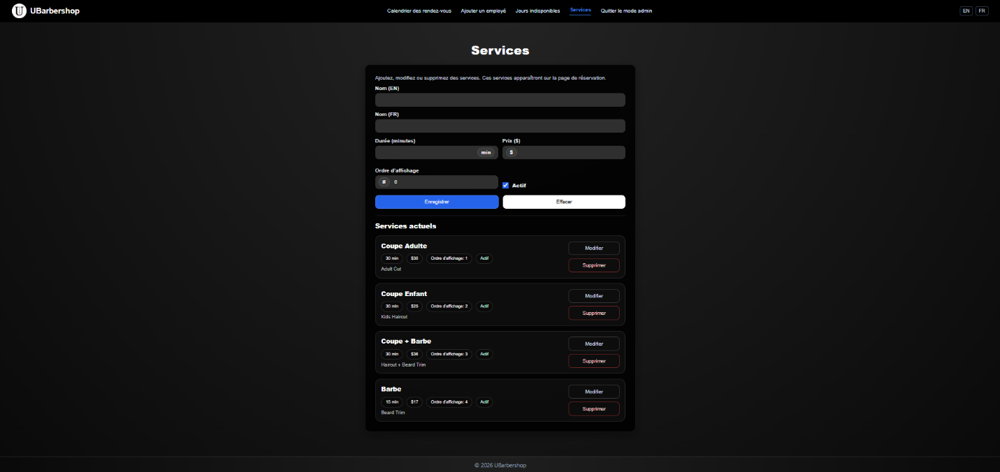 U UBarbershop
Calendrier des rendez-vous Ajouter un employé Jours indisponibles Services Quitter le mode admin
EN FR
Services
Ajoutez, modifiez ou supprimez des services. Ces services apparaîtront sur la page de réservation.
Nom (EN)
Nom (FR)
Durée (minutes) Prix ($)
min $
Ordre d'affichage
# 0 Actif
Enregistrer Effacer
Services actuels
Coupe Adulte Modifier
30 min $30 Ordre d'affichage: 1 Actif
Supprimer
Adult Cut
Coupe Enfant Modifier
30 min $25 Ordre d'affichage: 2 Actif
Supprimer
Kids Haircut
Coupe + Barbe Modifier
30 min $36 Ordre d'affichage: 3 Actif
Supprimer
Haircut + Beard Trim
Barbe Modifier
15 min $17 Ordre d'affichage: 4 Actif
Supprimer
Beard Trim
© 2026 UBarbershop